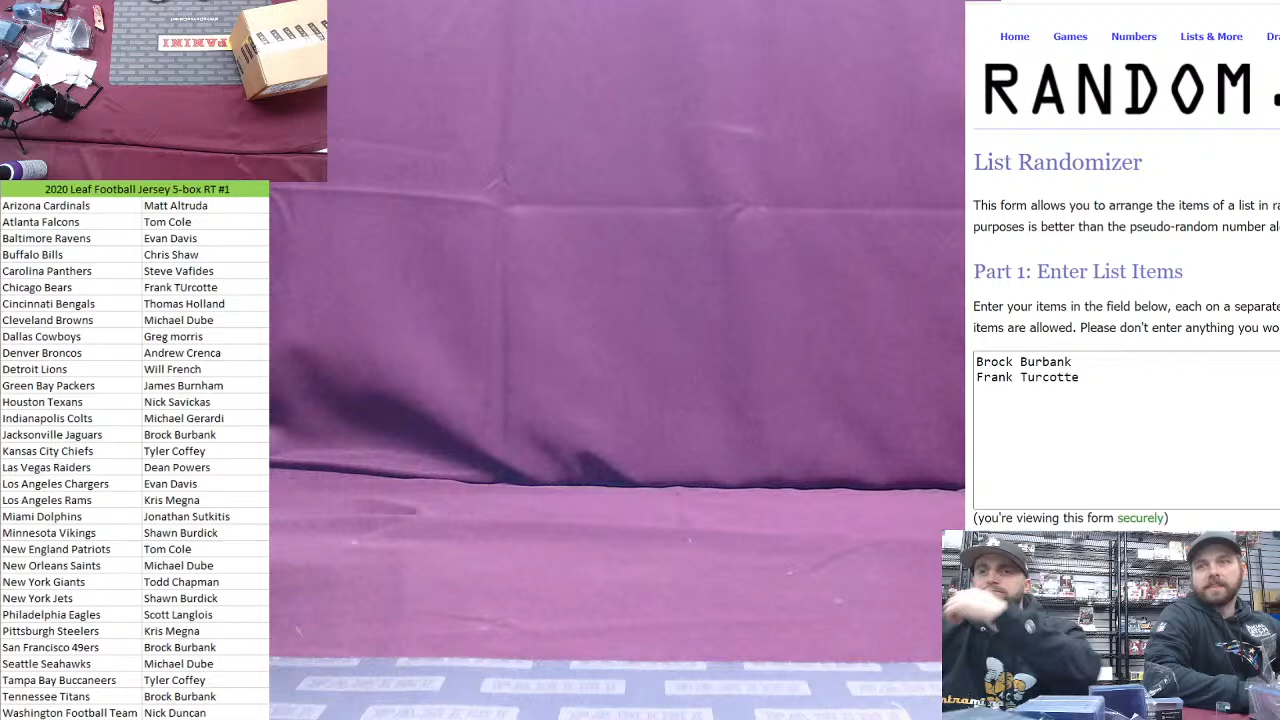 PANINI
2020 Leaf Football Jersey 5-box RT #1
Arizona Cardinals Matt Altruda
Atlanta Falcons Tom Cole
Baltimore Ravens Evan Davis
Buffalo Bills Chris Shaw
Carolina Panthers Steve Vafides
Chicago Bears Frank TUrcotte
Cincinnati Bengals Thomas Holland
Cleveland Browns Michael Dube
Dallas Cowboys Greg morris
Denver Broncos Andrew Crenca
Detroit Lions Will French
Green Bay Packers James Burnham
Houston Texans Nick Savickas
Indianapolis Colts Michael Gerardi
Jacksonville Jaguars Brock Burbank
Kansas City Chiefs Tyler Coffey
Las Vegas Raiders Dean Powers
Los Angeles Chargers Evan Davis
Los Angeles Rams Kris Megna
Miami Dolphins Jonathan Sutkitis
Minnesota Vikings Shawn Burdick
New England Patriots Tom Cole
New Orleans Saints Michael Dube
New York Giants Todd Chapman
New York Jets Shawn Burdick
Philadelphia Eagles Scott Langlois
Pittsburgh Steelers Kris Megna
San Francisco 49ers Brock Burbank
Seattle Seahawks Michael Dube
Tampa Bay Buccaneers Tyler Coffey
Tennessee Titans Brock Burbank
Washington Football Team Nick Duncan
Home Games Numbers Lists & More Dr
RANDOM.
List Randomizer
This form allows you to arrange the items of a list in ra
purposes is better than the pseudo-random number al
Part 1: Enter List Items
Enter your items in the field below, each on a separate
items are allowed. Please don't enter anything you wo
Brock Burbank
Frank Turcotte
(you're viewing this form securely)